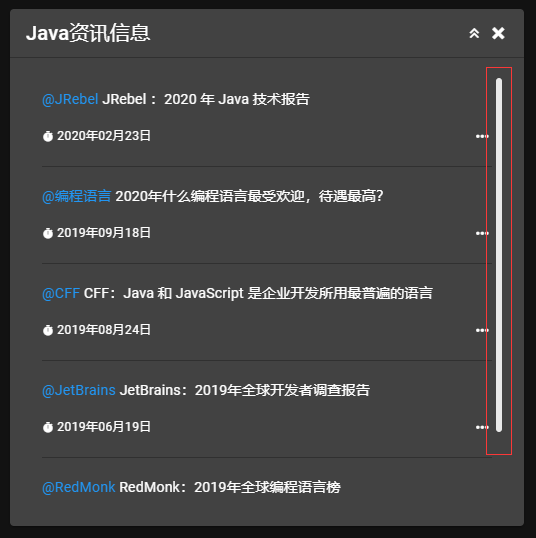 Java资讯信息
@JRebel JRebel：2020 年 Java 技术报告
2020年02月23日
@编程语言 2020年什么编程语言最受欢迎，待遇最高?
2019年09月18日
@CFF CFF：Java 和 JavaScript 是企业开发所用最普遍的语言
2019年08月24日
@JetBrains JetBrains：2019年全球开发者调查报告
2019年06月19日
@RedMonk RedMonk：2019年全球编程语言榜